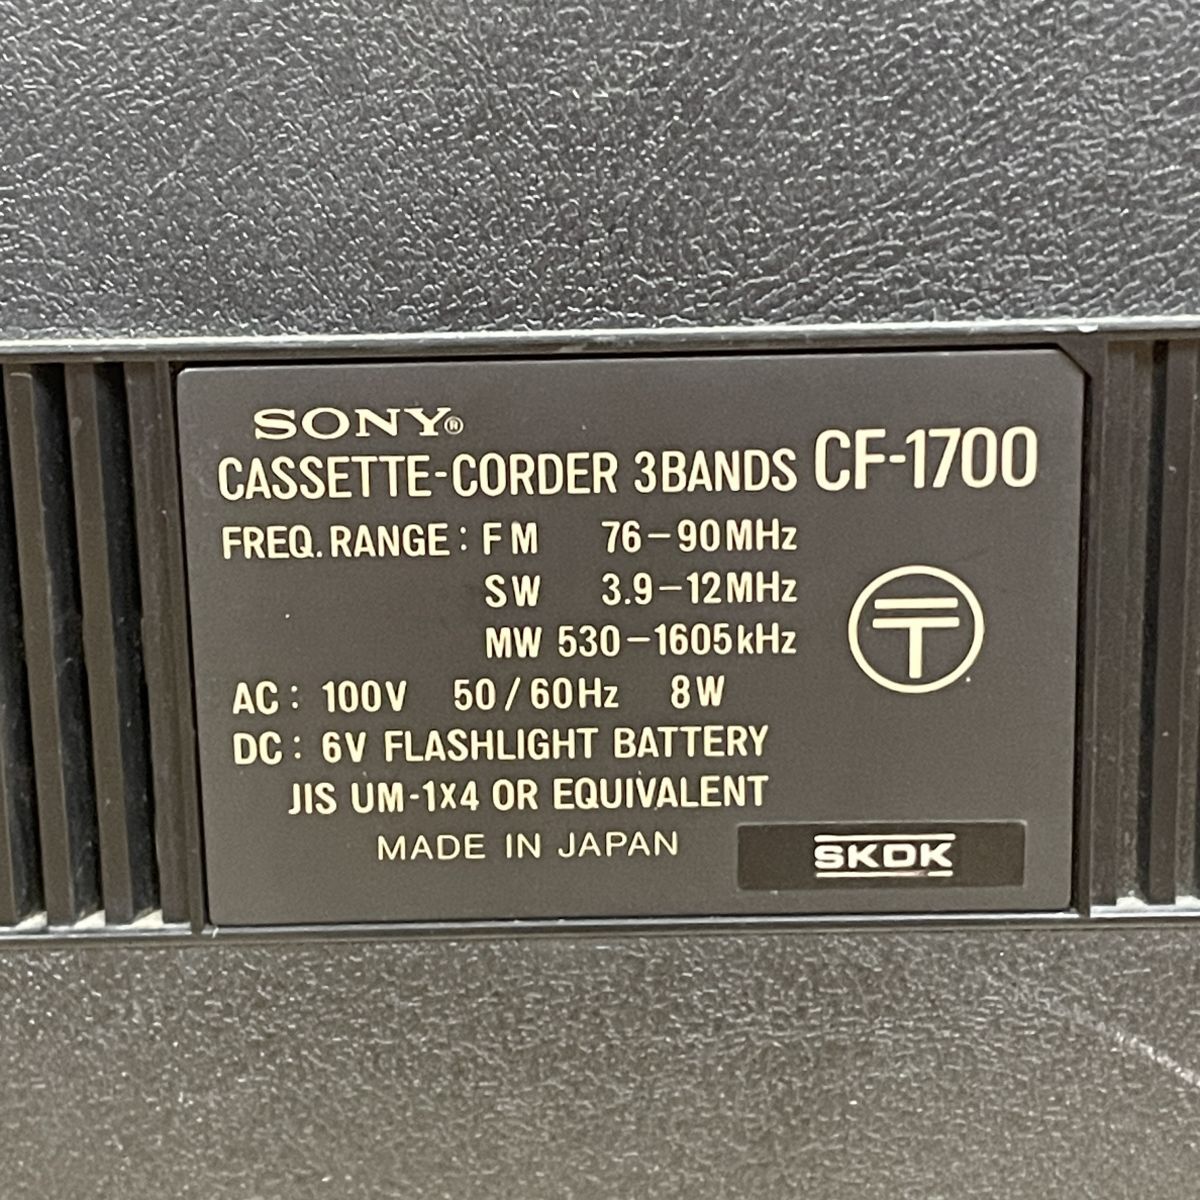 SONY®
CASSETTE-CORDER 3BANDS CF-1700
FREQ. RANGE : FM 76-90MHz
SW 3.9-12MHz
MW 530-1605kHz
〒
AC : 100V 50/60Hz 8W
DC : 6V FLASHLIGHT BATTERY
JIS UM-1X4 OR EQUIVALENT
MADE IN JAPAN
SKDK